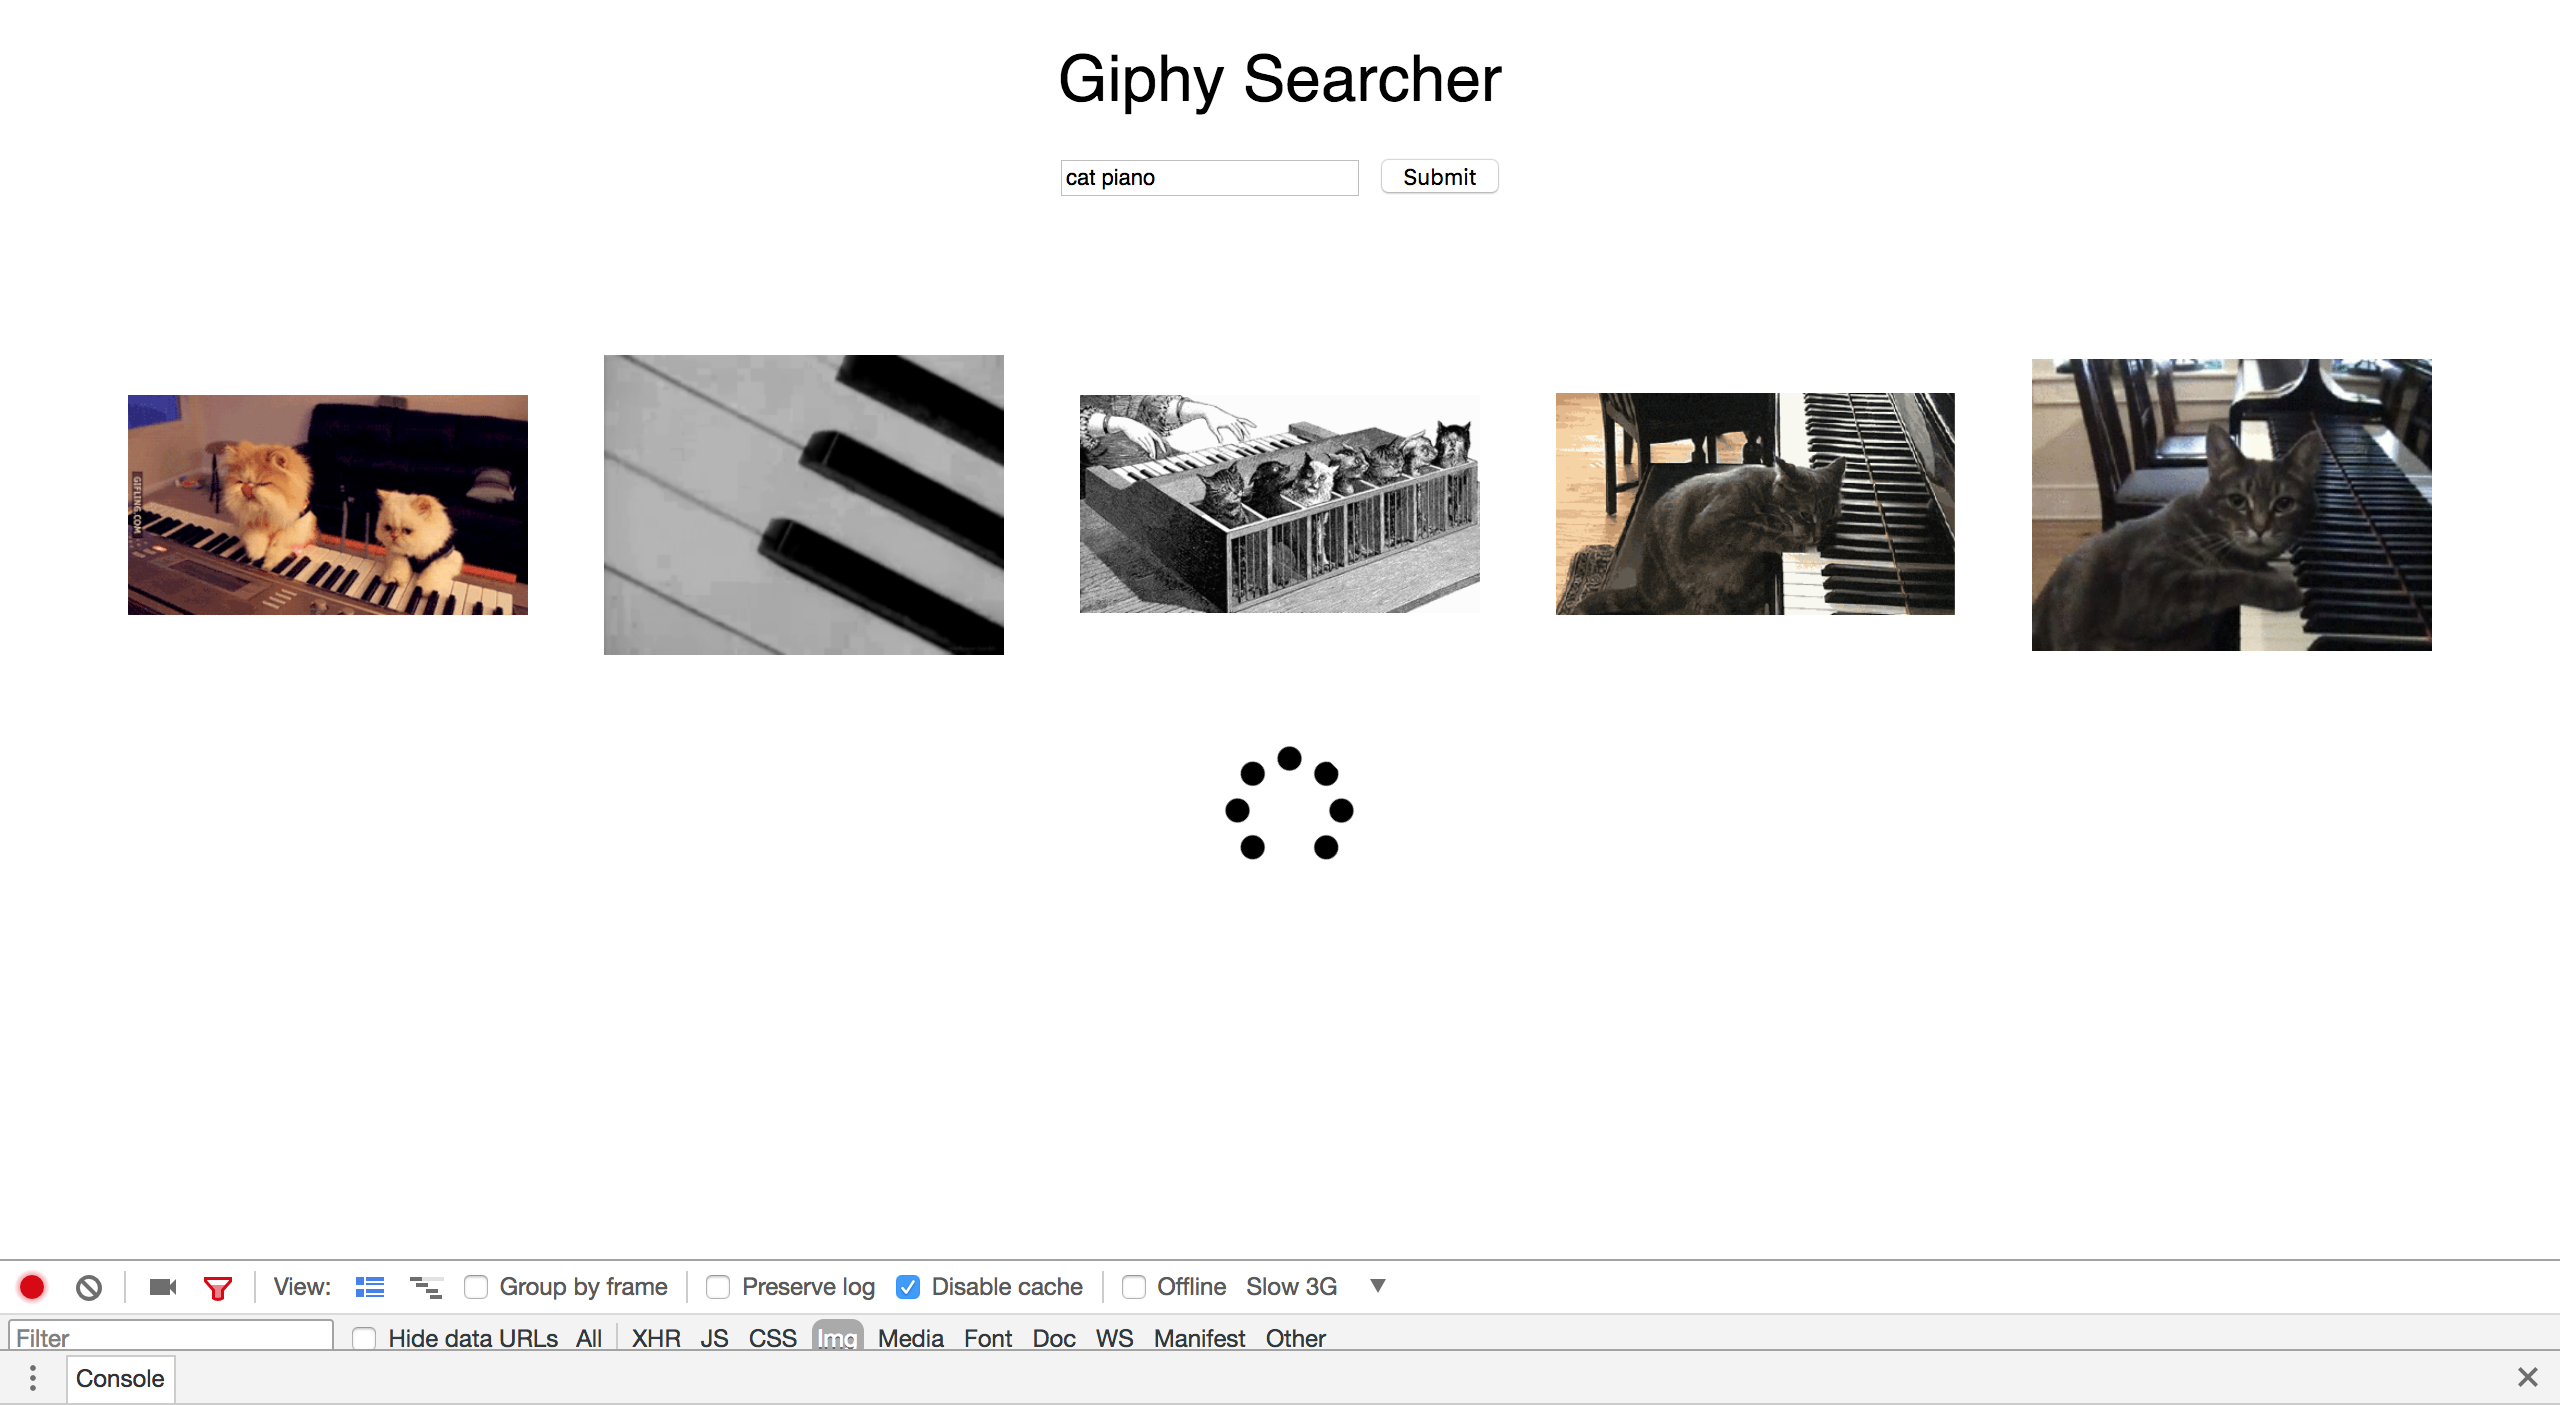 Giphy Searcher
cat piano
Submit
GIFLING.COM
View: Group by frame Preserve log Disable cache Offline Slow 3G
Filter Hide data URLs All XHR JS CSS Img Media Font Doc WS Manifest Other
Console